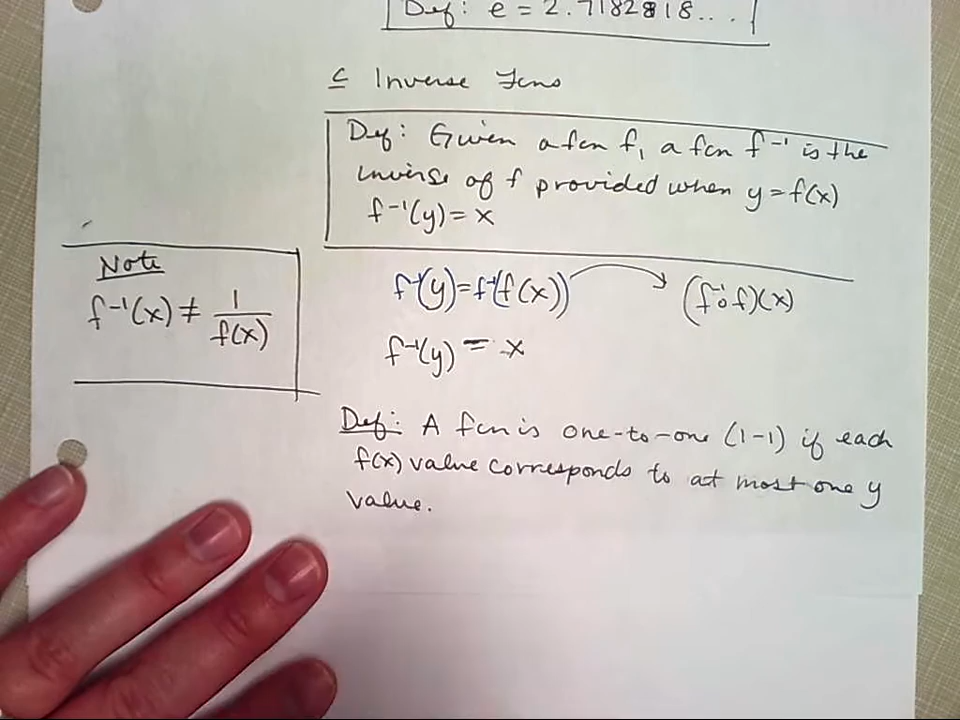 Def: e = 2.7182818....
C Inverse Fcns
Def: Given a fcn f, a fcn f⁻¹ is the
inverse of f provided when y = f(x)
f⁻¹(y) = x
Note
f⁻¹(x) ≠ 1/f(x)
f⁻¹(y) = f⁻¹(f(x)) → (f⁻¹∘f)(x)
f⁻¹(y) = x
Def: A fcn is one-to-one (1-1) if each
f(x) value corresponds to at most one y
value.